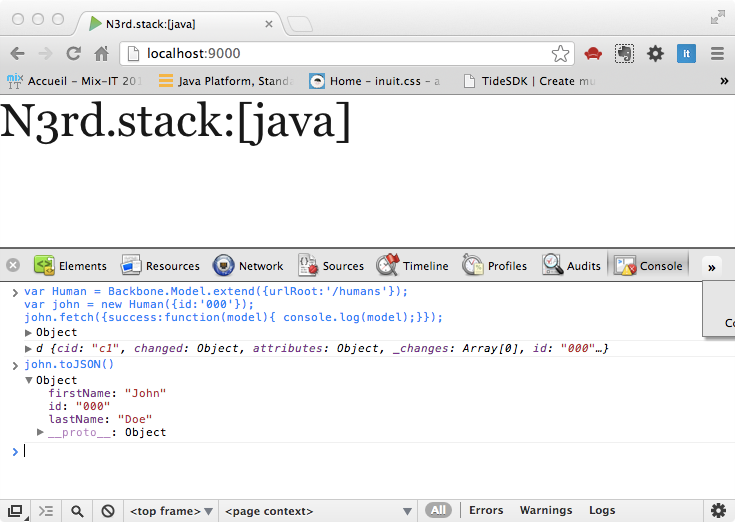 N3rd.stack:[java]
localhost:9000
It
mix
IT
Accueil – Mix-IT 20
Java Platform, Standa
Home – inuit.css – a
TideSDK | Create mu
»
N3rd.stack:[java]
Elements
Resources
Network
Sources
Timeline
Profiles
Audits
Console
»
var Human = Backbone.Model.extend({urlRoot:'/humans'});
var john = new Human({id:'000'});
john.fetch({success:function(model){ console.log(model);}});
Object
d {cid: "c1", changed: Object, attributes: Object, _changes: Array[0], id: "000"…}
john.toJSON()
Object
firstName: "John"
id: "000"
lastName: "Doe"
__proto__: Object
<top frame>
<page context>
All
Errors
Warnings
Logs